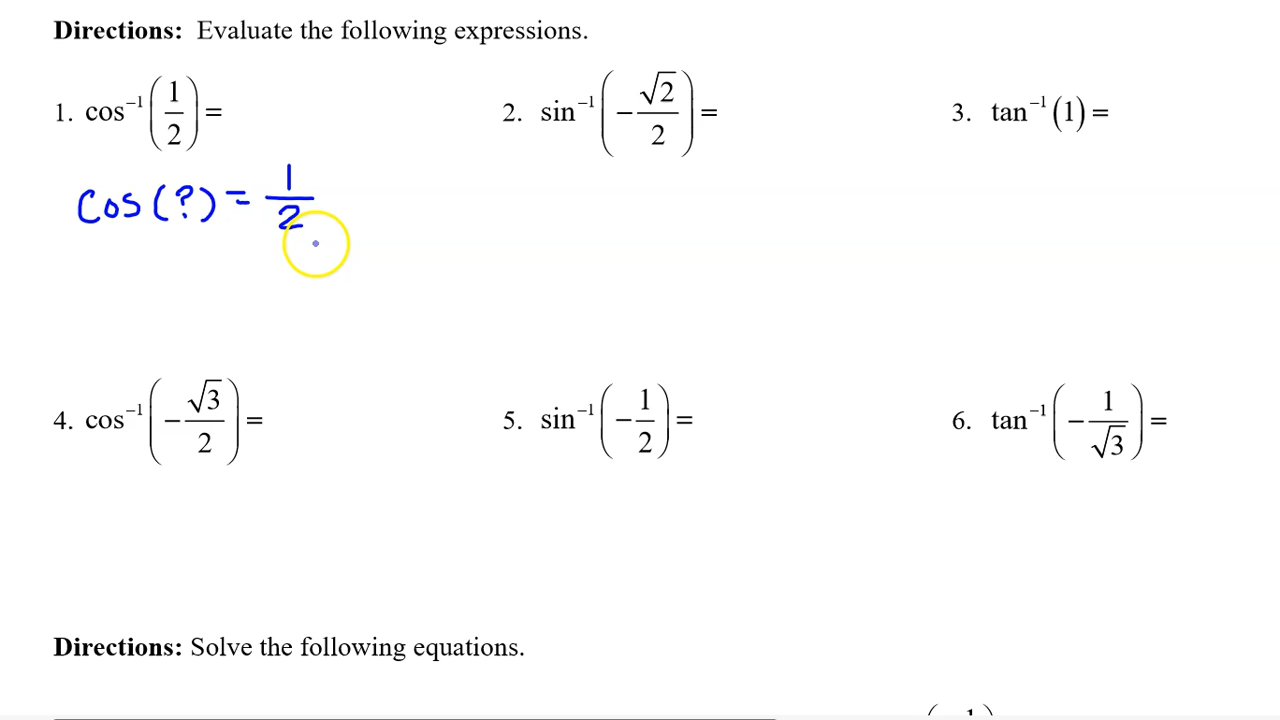 Directions: Evaluate the following expressions.
1. cos⁻¹(1/2) =
2. sin⁻¹(-√2/2) =
3. tan⁻¹(1) =
cos(?) = 1/2
4. cos⁻¹(-√3/2) =
5. sin⁻¹(-1/2) =
6. tan⁻¹(-1/√3) =
Directions: Solve the following equations.